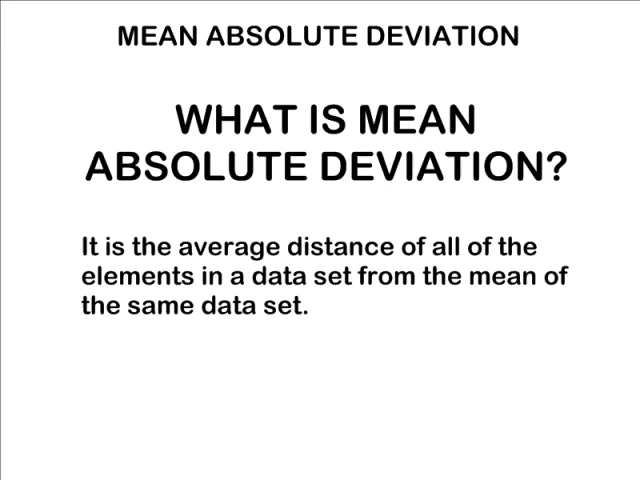 MEAN ABSOLUTE DEVIATION
WHAT IS MEAN
ABSOLUTE DEVIATION?
It is the average distance of all of the
elements in a data set from the mean of
the same data set.